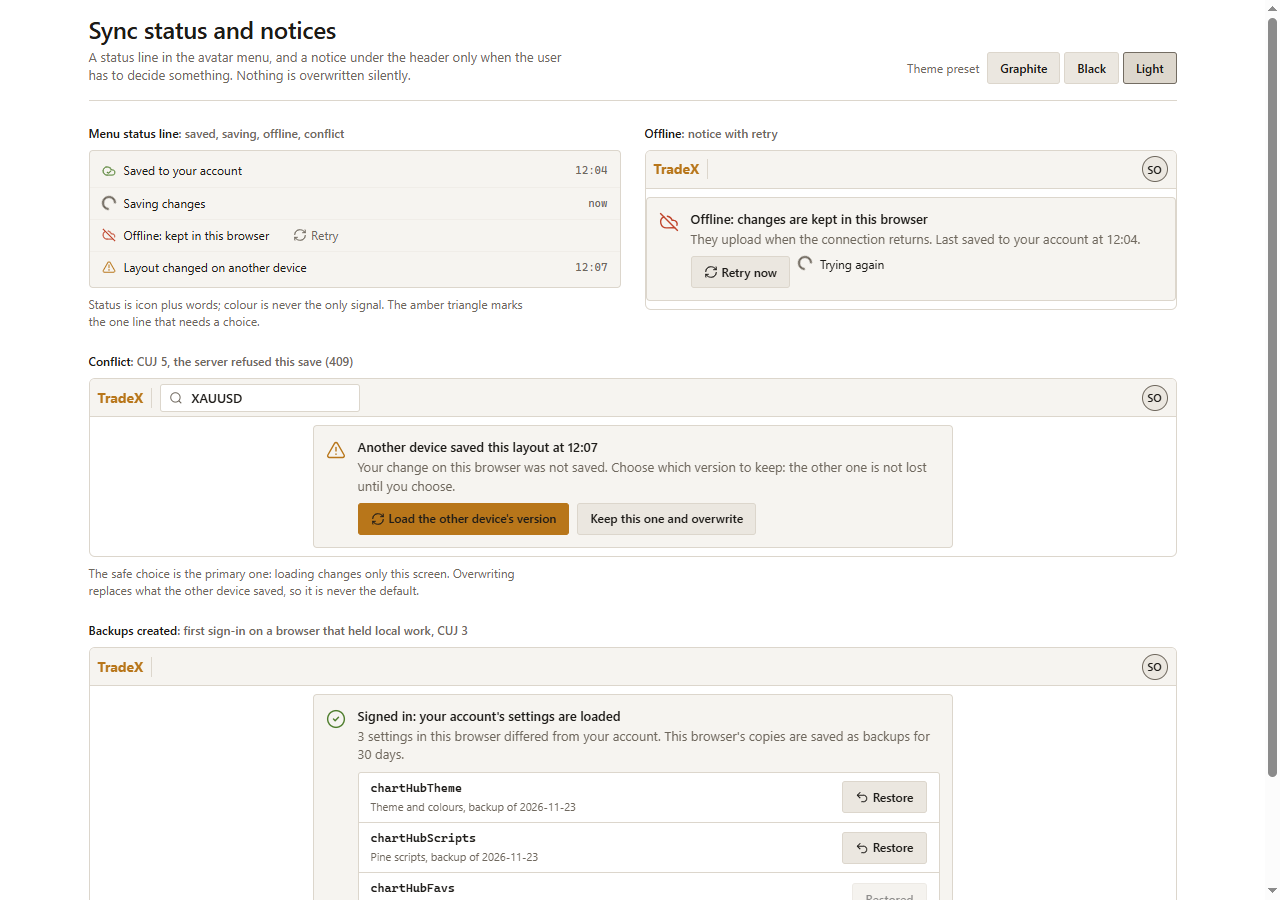 Sync status and notices
A status line in the avatar menu, and a notice under the header only when the user
has to decide something. Nothing is overwritten silently.
Theme preset Graphite Black Light
Menu status line: saved, saving, offline, conflict
Saved to your account 12:04
Saving changes now
Offline: kept in this browser Retry
Layout changed on another device 12:07
Status is icon plus words; colour is never the only signal. The amber triangle marks
the one line that needs a choice.
Offline: notice with retry
TradeX SO
Offline: changes are kept in this browser
They upload when the connection returns. Last saved to your account at 12:04.
Retry now Trying again
Conflict: CUJ 5, the server refused this save (409)
TradeX XAUUSD SO
Another device saved this layout at 12:07
Your change on this browser was not saved. Choose which version to keep: the other one is not lost
until you choose.
Load the other device's version Keep this one and overwrite
The safe choice is the primary one: loading changes only this screen. Overwriting
replaces what the other device saved, so it is never the default.
Backups created: first sign-in on a browser that held local work, CUJ 3
TradeX SO
Signed in: your account's settings are loaded
3 settings in this browser differed from your account. This browser's copies are saved as backups for
30 days.
chartHubTheme
Theme and colours, backup of 2026-11-23
Restore
chartHubScripts
Pine scripts, backup of 2026-11-23
Restore
chartHubFavs
Restored